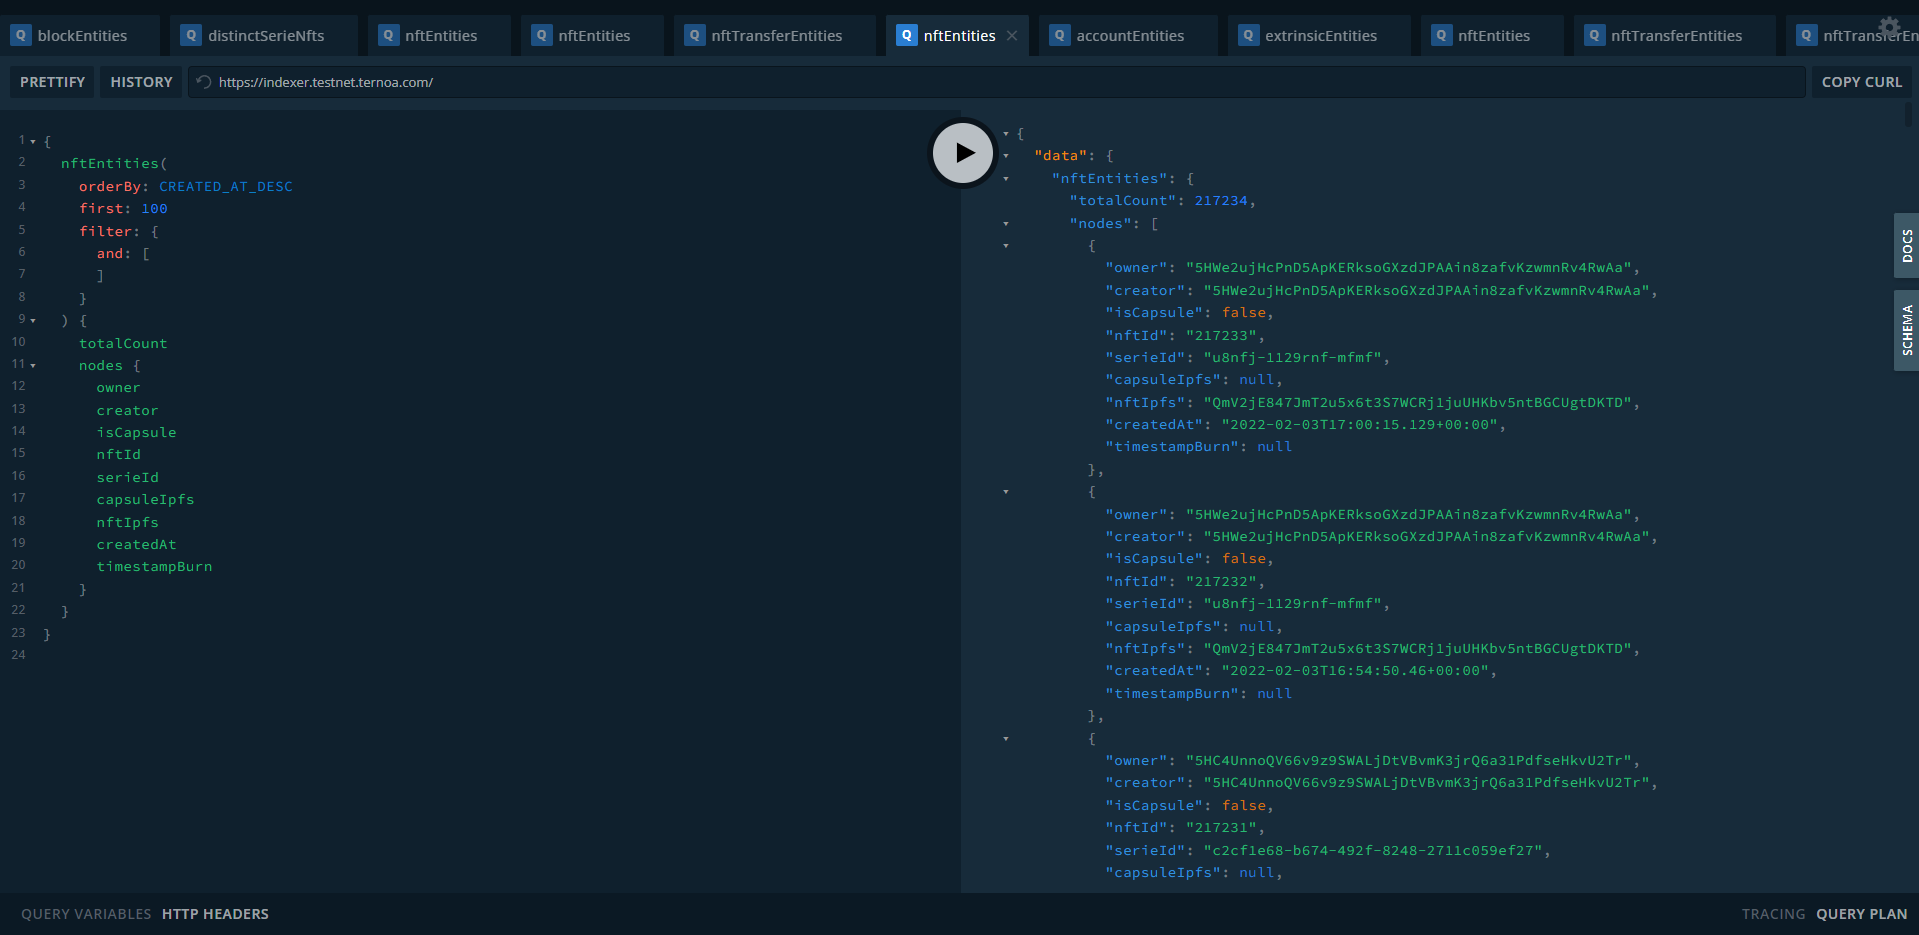 Q blockEntities Q distinctSerieNfts Q nftEntities Q nftEntities Q nftTransferEntities Q nftEntities × Q accountEntities Q extrinsicEntities Q nftEntities Q nftTransferEntities Q nftTransferEn
PRETTIFY HISTORY https://indexer.testnet.ternoa.com/ COPY CURL
1 {
2 nftEntities(
3 orderBy: CREATED_AT_DESC
4 first: 100
5 filter: {
6 and: [
7 ]
8 }
9 ) {
10 totalCount
11 nodes {
12 owner
13 creator
14 isCapsule
15 nftId
16 serieId
17 capsuleIpfs
18 nftIpfs
19 createdAt
20 timestampBurn
21 }
22 }
23 }
24
{
"data": {
"nftEntities": {
"totalCount": 217234,
"nodes": [
{
"owner": "5HWe2ujHcPnD5ApKERksoGXzdJPAAin8zafvKzwmnRv4RwAa",
"creator": "5HWe2ujHcPnD5ApKERksoGXzdJPAAin8zafvKzwmnRv4RwAa",
"isCapsule": false,
"nftId": "217233",
"serieId": "u8nfj-1129rnf-mfmf",
"capsuleIpfs": null,
"nftIpfs": "QmV2jE847JmT2u5x6t3S7WCRj1juUHKbv5ntBGCUgtDKTD",
"createdAt": "2022-02-03T17:00:15.129+00:00",
"timestampBurn": null
},
{
"owner": "5HWe2ujHcPnD5ApKERksoGXzdJPAAin8zafvKzwmnRv4RwAa",
"creator": "5HWe2ujHcPnD5ApKERksoGXzdJPAAin8zafvKzwmnRv4RwAa",
"isCapsule": false,
"nftId": "217232",
"serieId": "u8nfj-1129rnf-mfmf",
"capsuleIpfs": null,
"nftIpfs": "QmV2jE847JmT2u5x6t3S7WCRj1juUHKbv5ntBGCUgtDKTD",
"createdAt": "2022-02-03T16:54:50.46+00:00",
"timestampBurn": null
},
{
"owner": "5HC4UnnoQV66v9z9SWALjDtVBvmK3jrQ6a31PdfseHkvU2Tr",
"creator": "5HC4UnnoQV66v9z9SWALjDtVBvmK3jrQ6a31PdfseHkvU2Tr",
"isCapsule": false,
"nftId": "217231",
"serieId": "c2cf1e68-b674-492f-8248-2711c059ef27",
"capsuleIpfs": null,
DOCS
SCHEMA
QUERY VARIABLES HTTP HEADERS TRACING QUERY PLAN